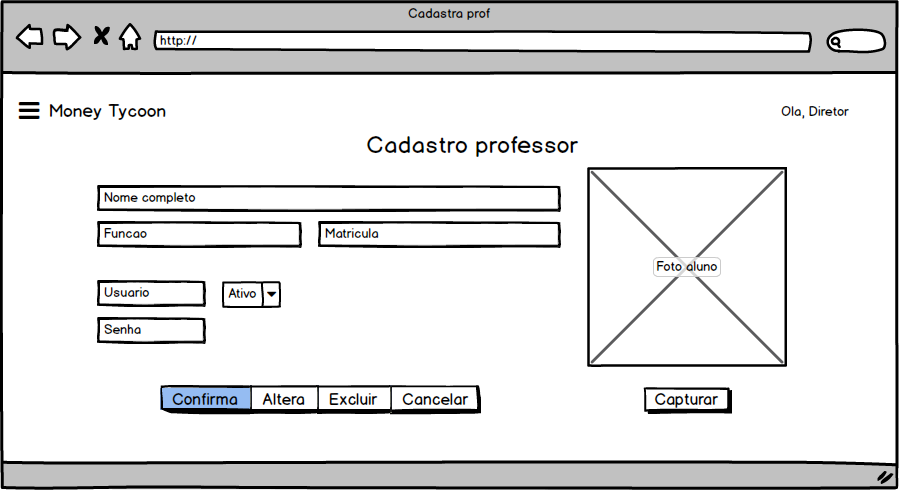 Cadastra prof
http://
Money Tycoon
Ola, Diretor
Cadastro professor
Nome completo
Funcao
Matricula
Foto aluno
Usuario
Ativo
Senha
Confirma
Altera
Excluir
Cancelar
Capturar